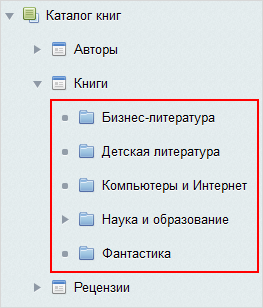 Каталог книг
Авторы
Книги
Бизнес-литература
Детская литература
Компьютеры и Интернет
Наука и образование
Фантастика
Рецензии